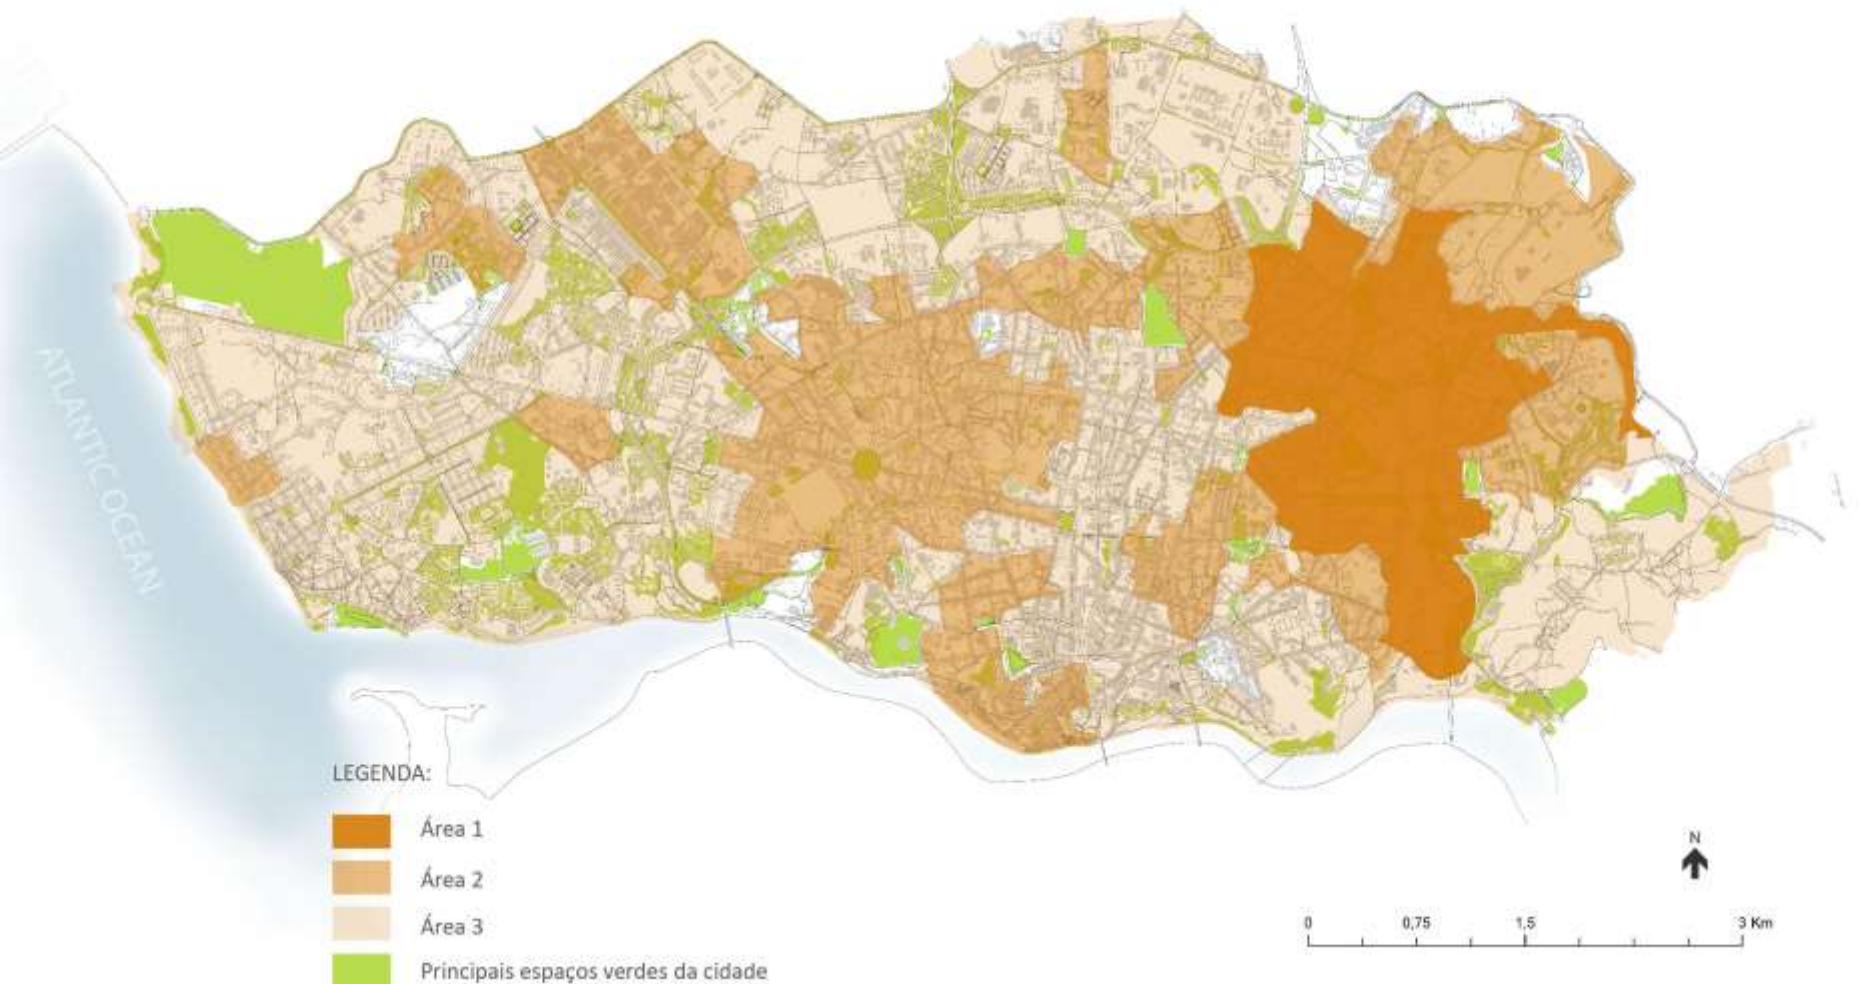 ATLANTIC OCEAN
LEGENDA:
Área 1
Área 2
Área 3
Principais espaços verdes da cidade
N
0 0,75 1,5 3 Km